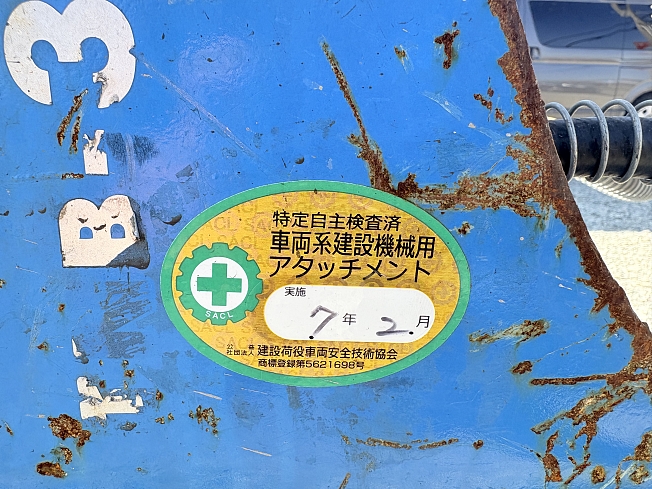 特定自主検査済
車両系建設機械用
アタッチメント
SACL
実施
7年 2.月
公益社団法人 建設荷役車両安全技術協会
商標登録第5621698号
B-3